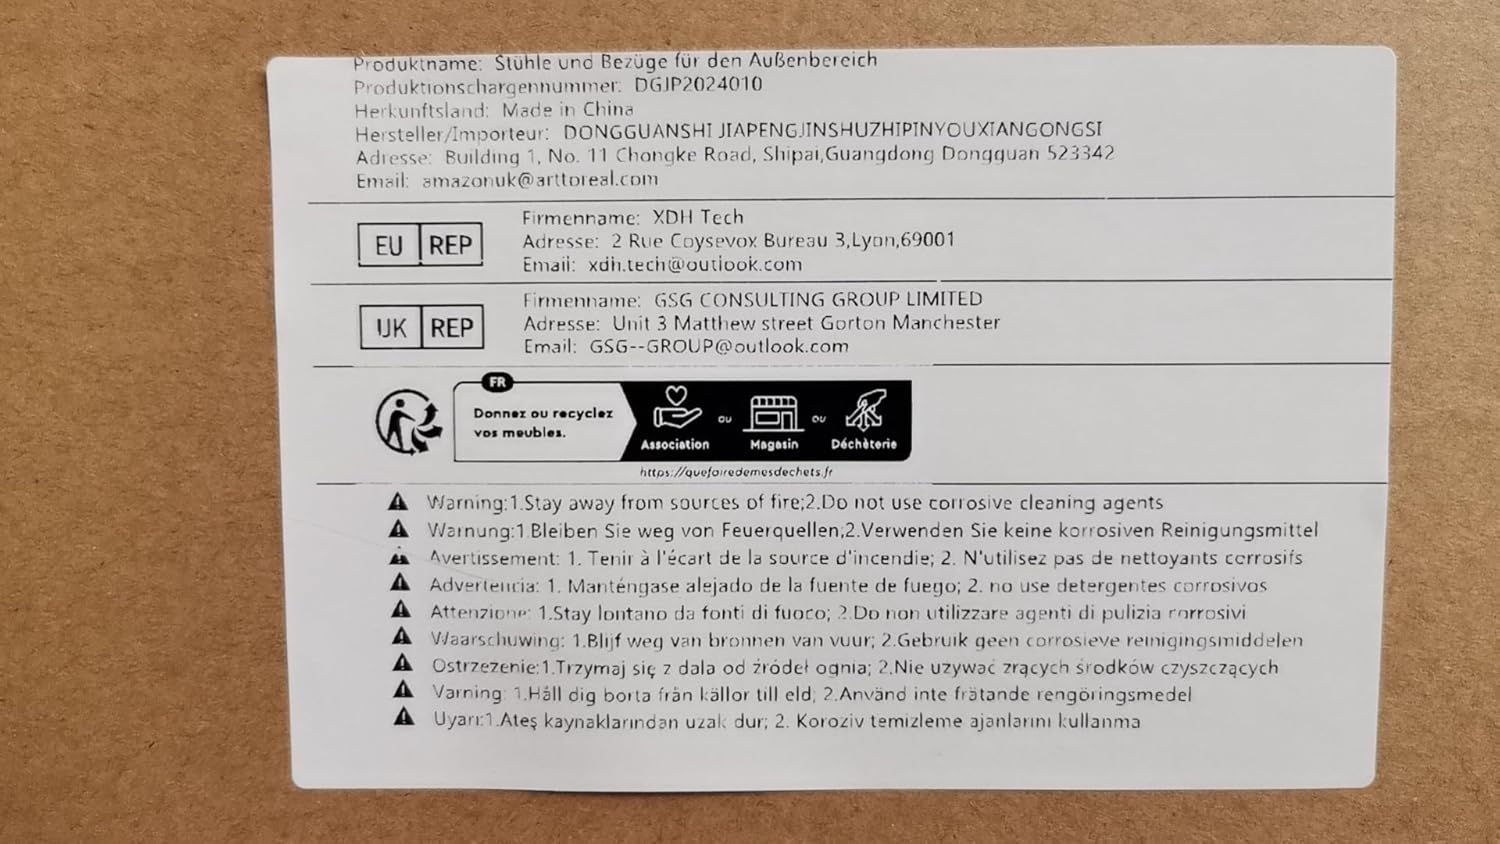 Produktname: Stühle und Bezüge für den Außenbereich
Produktionschargennummer: DGJP2024010
Herkunftsland: Made in China
Hersteller/Importeur: DONGGUANSHI JIAPENGJINSHUZHIPINYOUXIANGONGSI
Adresse: Building 1, No. 11 Chongke Road, Shipai,Guangdong Dongguan 523342
Email: amazonuk@arttoreal.com
EU REP
Firmenname: XDH Tech
Adresse: 2 Rue Coysevox Bureau 3,Lyon,69001
Email: xdh.tech@outlook.com
UK REP
Firmenname: GSG CONSULTING GROUP LIMITED
Adresse: Unit 3 Matthew street Gorton Manchester
Email: GSG--GROUP@outlook.com
FR
Donnez ou recyclez
vos meubles.
Association ou Magasin ou Déchèterie
https://quefairedemesdechets.fr
Warning:1.Stay away from sources of fire;2.Do not use corrosive cleaning agents
Warnung:1.Bleiben Sie weg von Feuerquellen;2.Verwenden Sie keine korrosiven Reinigungsmittel
Avertissement: 1. Tenir à l'écart de la source d'incendie; 2. N'utilisez pas de nettoyants corrosifs
Advertencia: 1. Manténgase alejado de la fuente de fuego; 2. no use detergentes corrosivos
Attenzione: 1.Stay lontano da fonti di fuoco; 2.Do non utilizzare agenti di pulizia corrosivi
Waarschuwing: 1.Blijf weg van bronnen van vuur; 2.Gebruik geen corrosieve reinigingsmiddelen
Ostrzezenie:1.Trzymaj się z dala od źródeł ognia; 2.Nie uzywać zrących środków czyszczących
Varning: 1.Håll dig borta från källor till eld; 2.Använd inte frätande rengöringsmedel
Uyarı:1.Ateş kaynaklarından uzak dur; 2. Koroziv temizleme ajanlarını kullanma